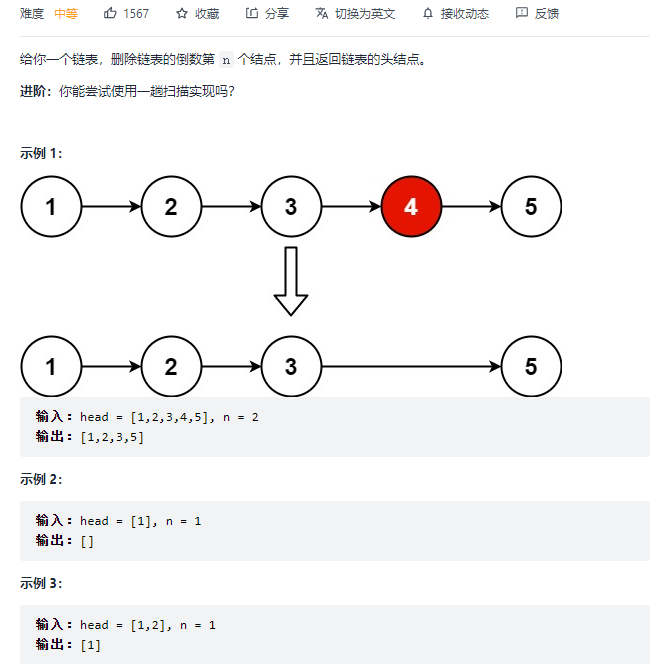 难度 中等 1567 收藏 分享 切换为英文 接收动态 反馈
给你一个链表，删除链表的倒数第 n 个结点，并且返回链表的头结点。
进阶：你能尝试使用一趟扫描实现吗？
示例 1：
1 2 3 4 5
1 2 3 5
输入：head = [1,2,3,4,5], n = 2
输出：[1,2,3,5]
示例 2：
输入：head = [1], n = 1
输出：[]
示例 3：
输入：head = [1,2], n = 1
输出：[1]